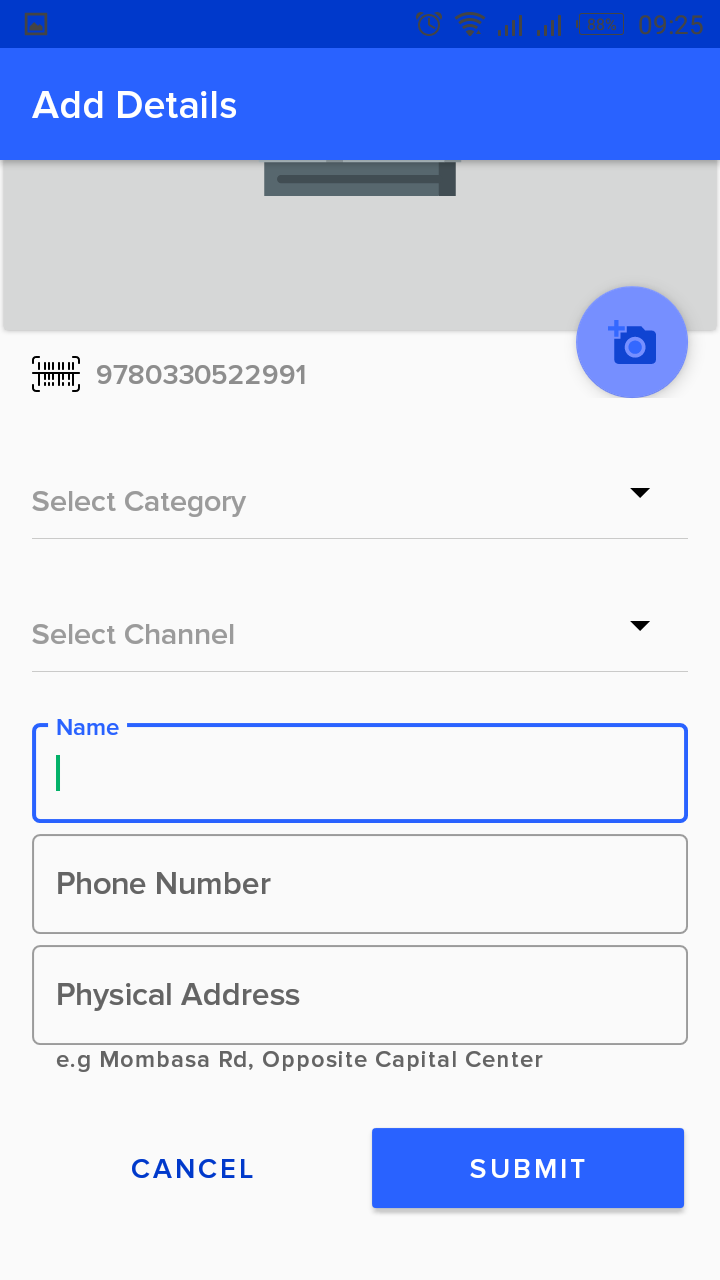 88% 09:25
Add Details
9780330522991
Select Category
Select Channel
Name
Phone Number
Physical Address
e.g Mombasa Rd, Opposite Capital Center
CANCEL SUBMIT